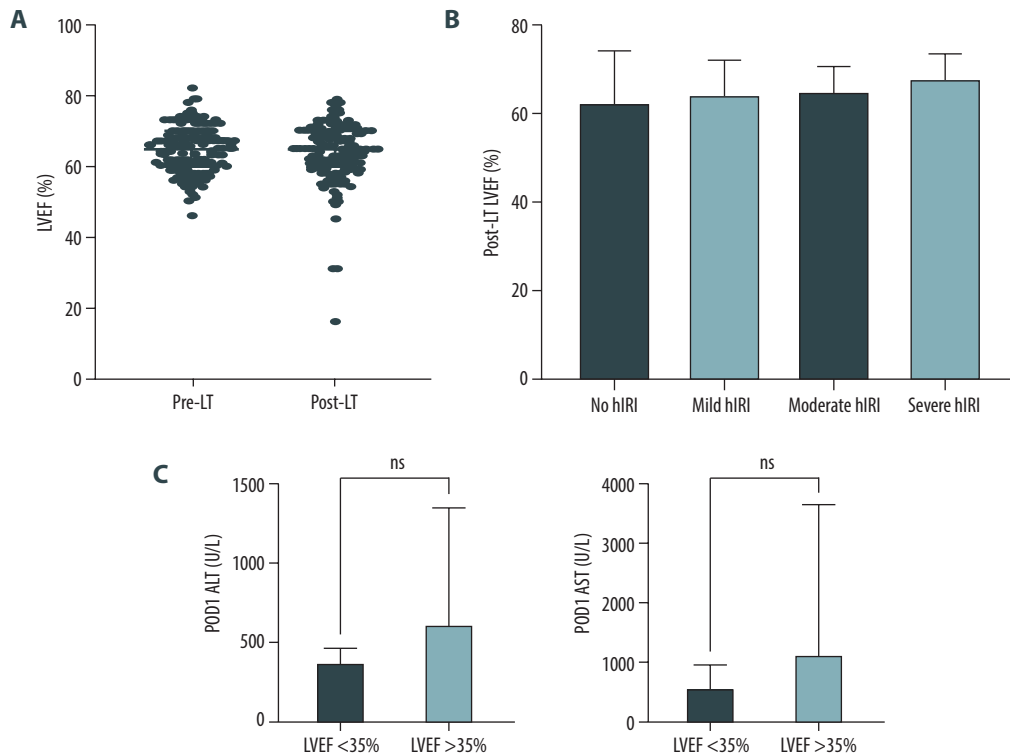 A
LVEF (%)
100
80
60
40
20
0
Pre-LT Post-LT
B
Post-LT LVEF (%)
80
60
40
20
0
No hIRI Mild hIRI Moderate hIRI Severe hIRI
C
ns
POD1 ALT (U/L)
1500
1000
500
0
LVEF <35% LVEF >35%
ns
POD1 AST (U/L)
4000
3000
2000
1000
0
LVEF <35% LVEF >35%